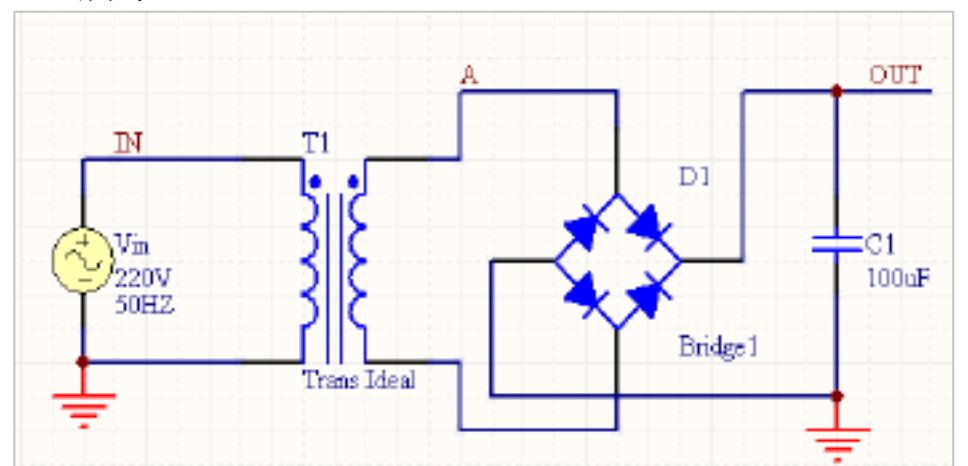 A
OUT
IN
T1
D1
Vin
220V
50HZ
C1
100uF
Bridge1
Trans Ideal